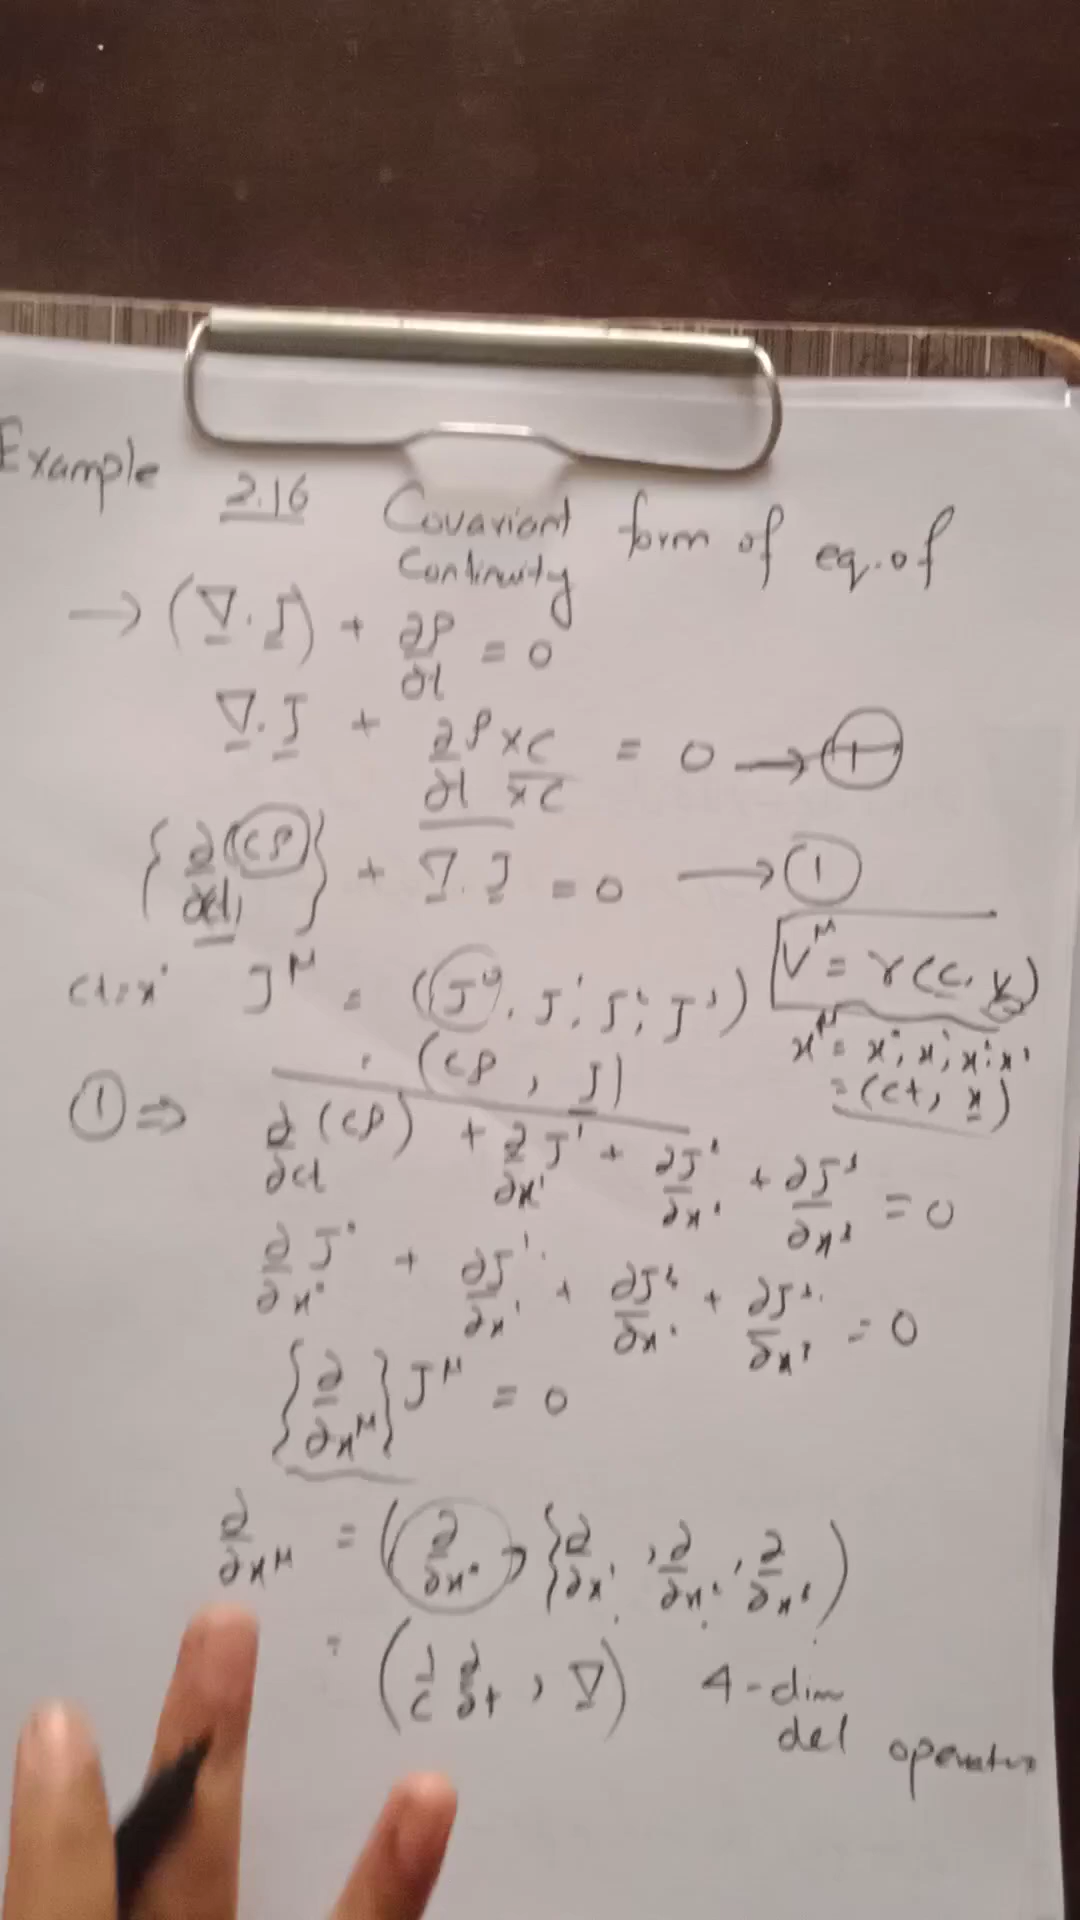 Example 2.16 Covariant form of eq. of
Continuity
→ (∇·J) + ∂ρ/∂t = 0
∇·J + ∂ρ/∂t ×c/×c = 0 → ①
{∂(cρ)/∂ct} + ∇·J = 0 → ①
ct = x⁰ J^μ = (J⁰, J¹, J², J³) V^μ = γ(c, v)
= (cρ, J) x^μ = x⁰, x¹, x², x³
= (ct, x)
① ⇒ ∂/∂ct (cρ) + ∂/∂x¹ J¹ + ∂J²/∂x² + ∂J³/∂x³ = 0
∂/∂x⁰ J⁰ + ∂J¹/∂x¹ + ∂J²/∂x² + ∂J³/∂x³ = 0
{∂/∂x^μ} J^μ = 0
∂/∂x^μ = (∂/∂x⁰, {∂/∂x¹, ∂/∂x², ∂/∂x³)
= (1/c ∂/∂t, ∇) 4-dim
del operator